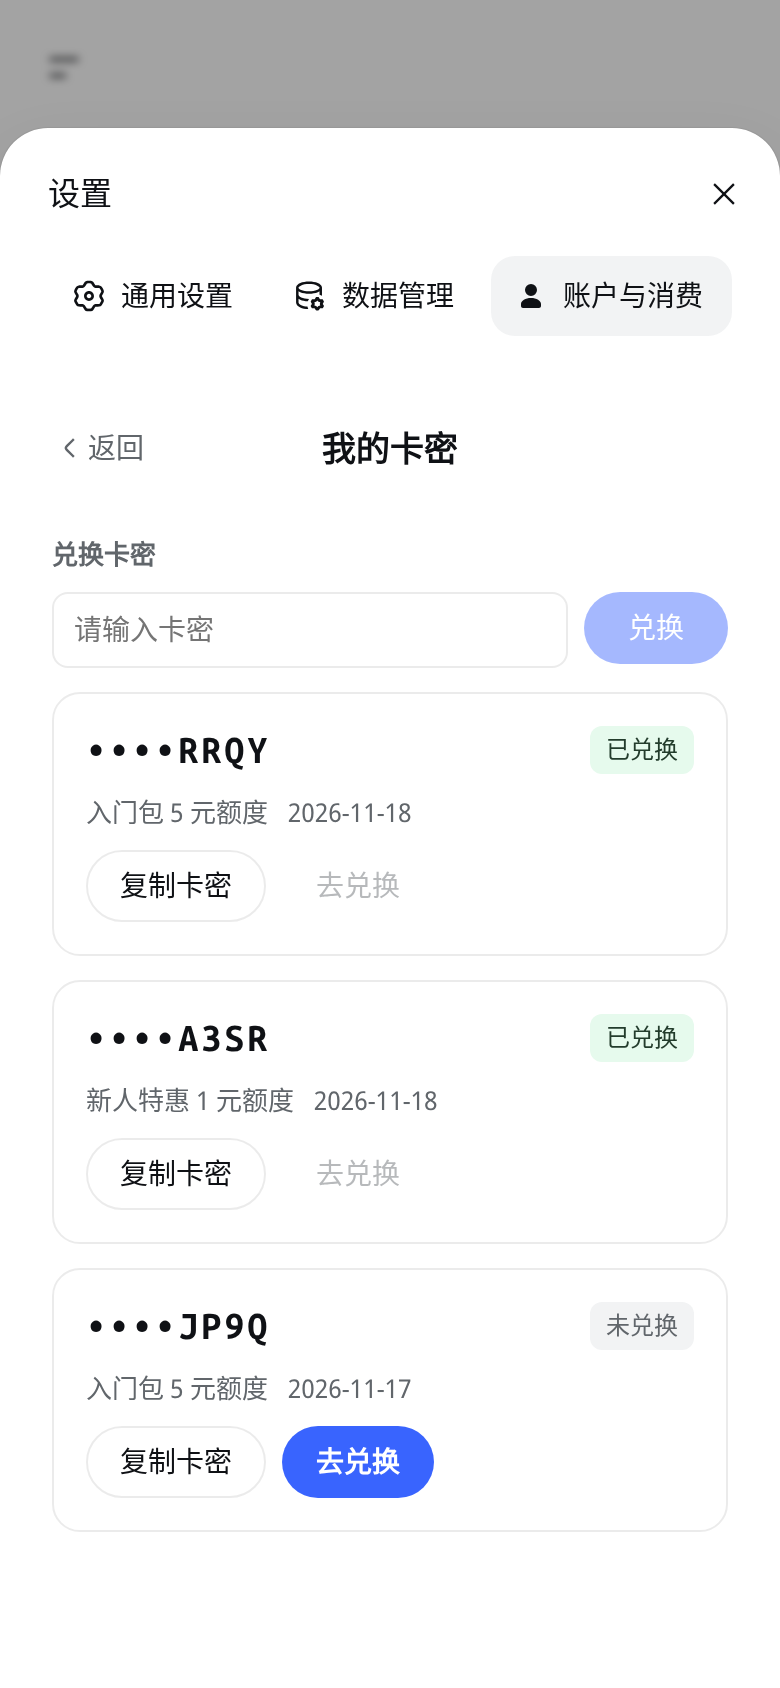 设置
通用设置 数据管理 账户与消费
返回 我的卡密
兑换卡密
请输入卡密 兑换
••••RRQY 已兑换
入门包 5 元额度 2026-11-18
复制卡密 去兑换
••••A3SR 已兑换
新人特惠 1 元额度 2026-11-18
复制卡密 去兑换
••••JP9Q 未兑换
入门包 5 元额度 2026-11-17
复制卡密 去兑换